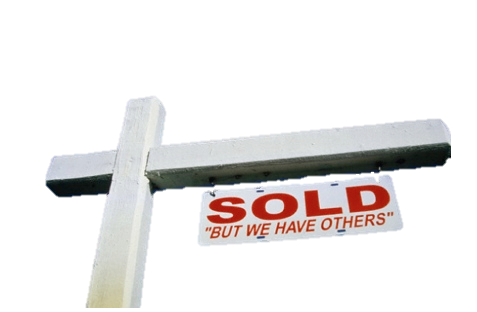 SOLD
"BUT WE HAVE OTHERS"